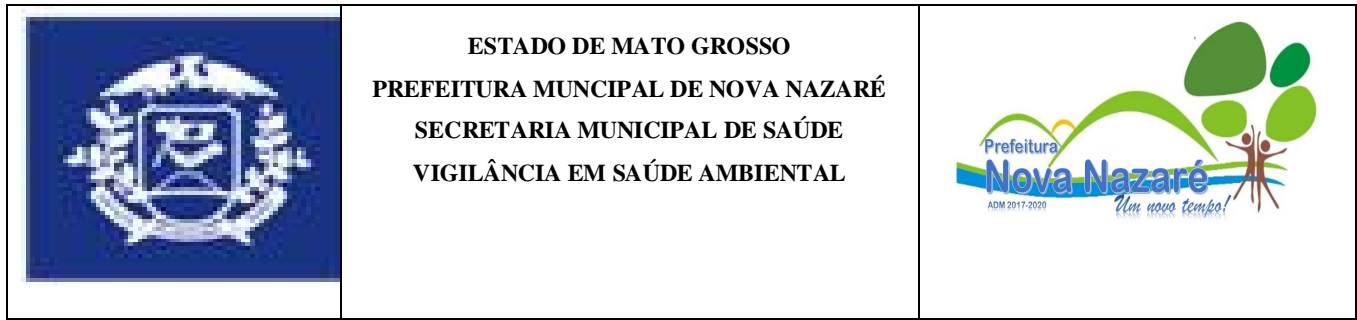 ESTADO DE MATO GROSSO
PREFEITURA MUNCIPAL DE NOVA NAZARÉ
SECRETARIA MUNICIPAL DE SAÚDE
VIGILÂNCIA EM SAÚDE AMBIENTAL
Prefeitura
Nova Nazaré
ADM 2017-2020
Um novo tempo!